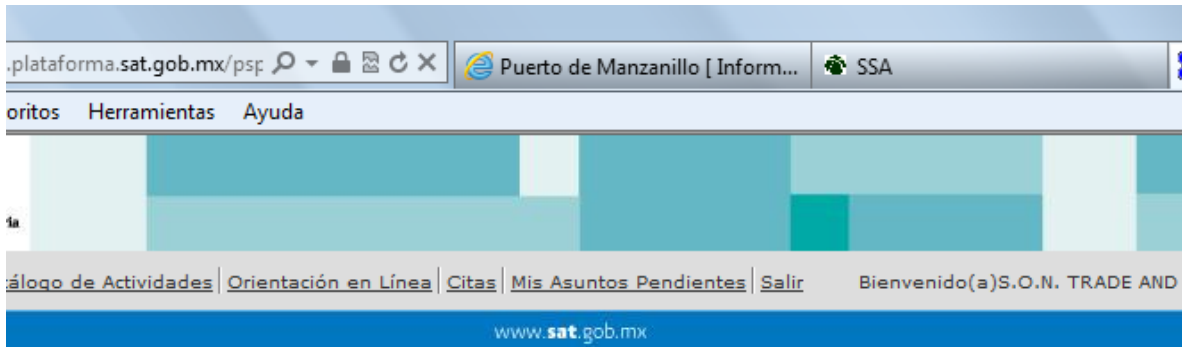 .plataforma.sat.gob.mx/psp Puerto de Manzanillo [ Inform... SSA
oritos Herramientas Ayuda
álogo de Actividades Orientación en Línea Citas Mis Asuntos Pendientes Salir Bienvenido(a)S.O.N. TRADE AND
www.sat.gob.mx